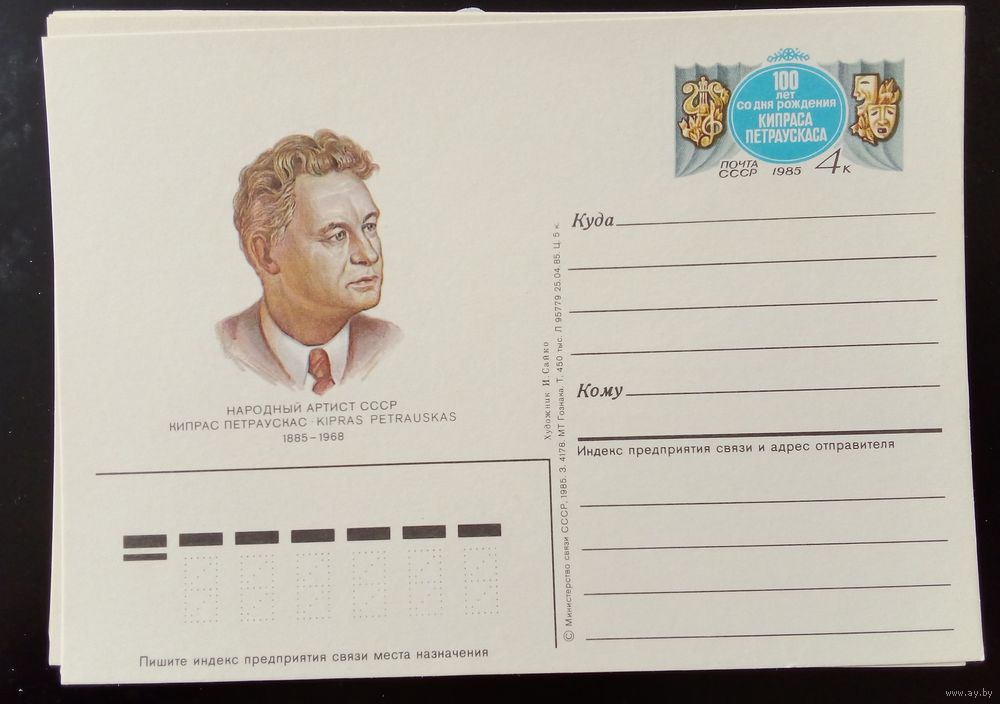 100
лет
со дня рождения
КИПРАСА
ПЕТРАУСКАСА
ПОЧТА
СССР 1985 4 к
НАРОДНЫЙ АРТИСТ СССР
КИПРАС ПЕТРАУСКАС · KIPRAS PETRAUSKAS
1885–1968
Куда
Кому
Индекс предприятия связи и адрес отправителя
Художник И. Сайко
© Министерство связи СССР, 1985. З. 4178. МТ Гознака. Т. 450 тыс. Л 95779 25.04.85. Ц. 5 к.
Пишите индекс предприятия связи места назначения
www.ay.by